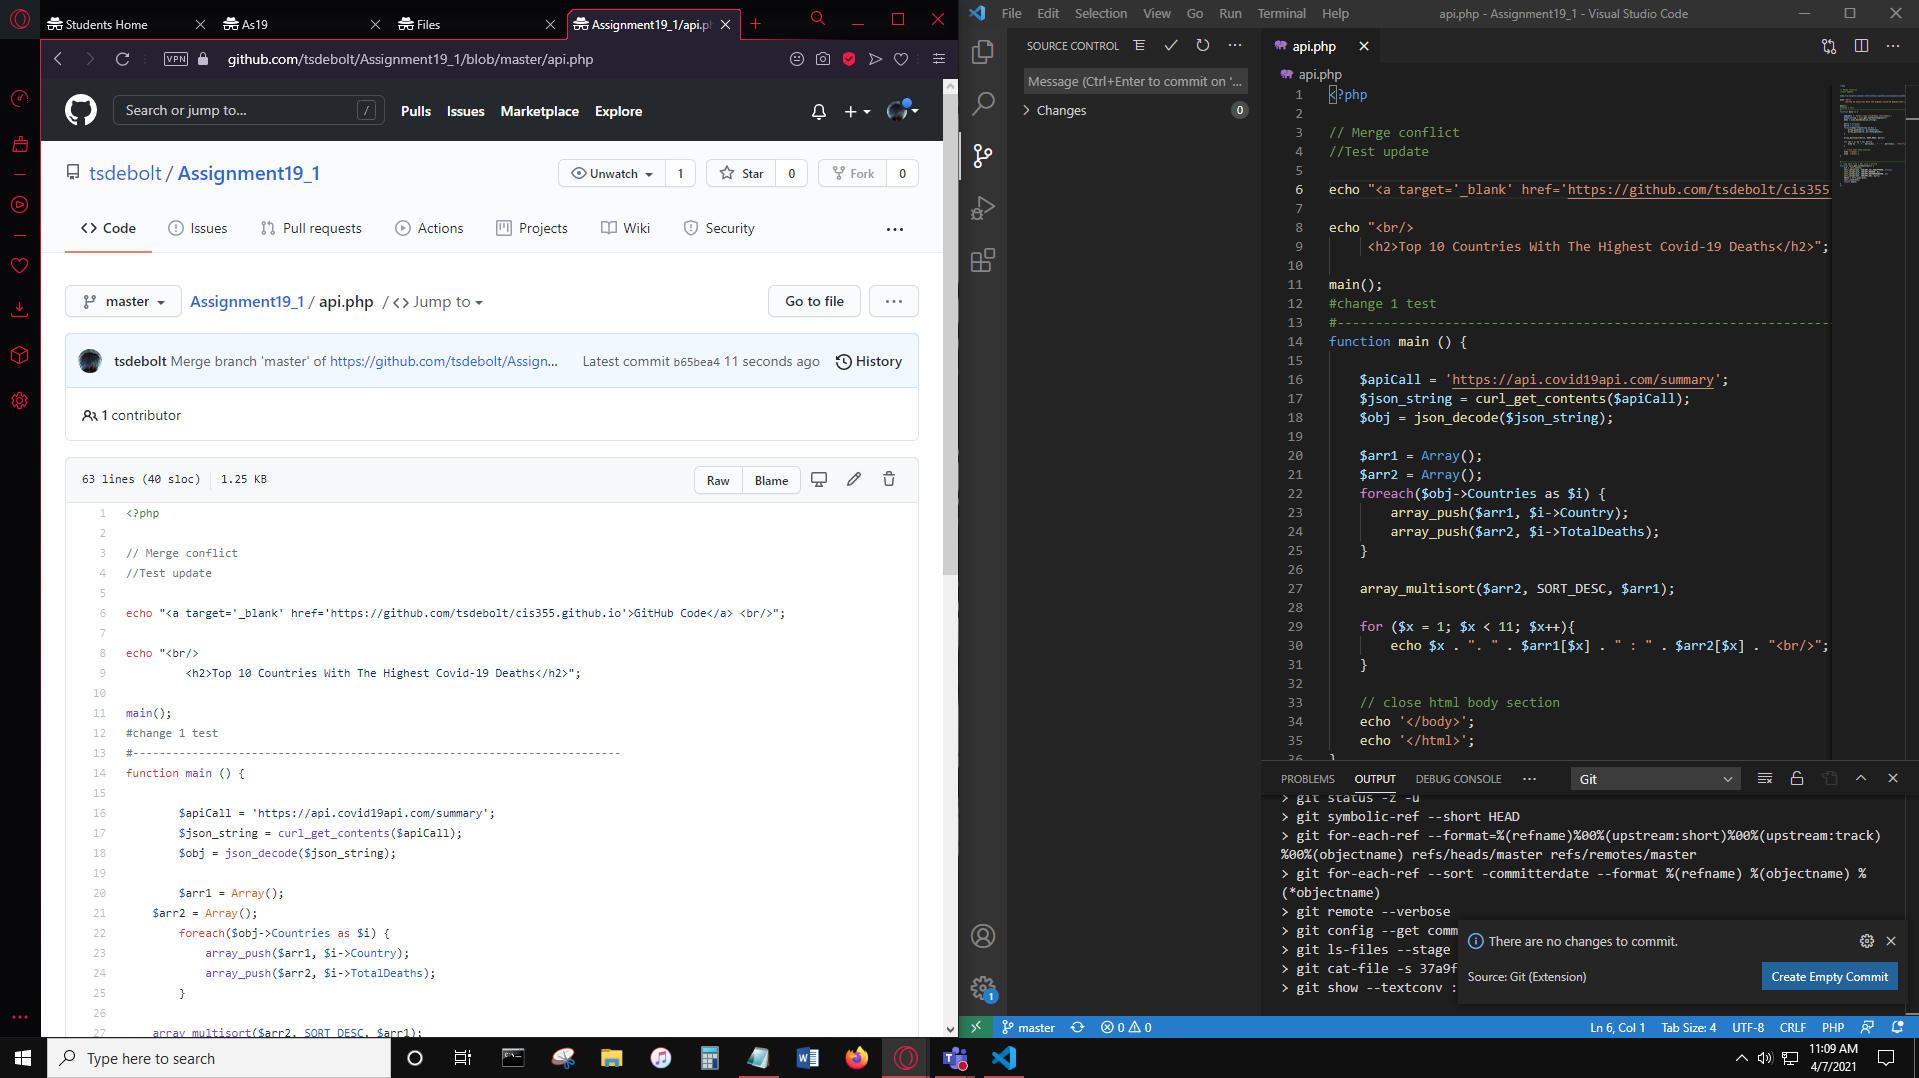 Students Home
As19
Files
Assignment19_1/api.ph
VPN
github.com/tsdebolt/Assignment19_1/blob/master/api.php
Search or jump to...
/
Pulls
Issues
Marketplace
Explore
tsdebolt / Assignment19_1
Unwatch
1
Star
0
Fork
0
Code
Issues
Pull requests
Actions
Projects
Wiki
Security
master
Assignment19_1 / api.php / <> Jump to
Go to file
tsdebolt Merge branch 'master' of https://github.com/tsdebolt/Assign...
Latest commit b65bea4 11 seconds ago
History
1 contributor
63 lines (40 sloc)
1.25 KB
Raw
Blame
1 <?php
2
3 // Merge conflict
4 //Test update
5
6 echo "<a target='_blank' href='https://github.com/tsdebolt/cis355.github.io'>GitHub Code</a> <br/>";
7
8 echo "<br/>
9 <h2>Top 10 Countries With The Highest Covid-19 Deaths</h2>";
10
11 main();
12 #change 1 test
13 #--------------------------------------------------------------------------
14 function main () {
15
16 $apiCall = 'https://api.covid19api.com/summary';
17 $json_string = curl_get_contents($apiCall);
18 $obj = json_decode($json_string);
19
20 $arr1 = Array();
21 $arr2 = Array();
22 foreach($obj->Countries as $i) {
23 array_push($arr1, $i->Country);
24 array_push($arr2, $i->TotalDeaths);
25 }
26
27 array_multisort($arr2, SORT_DESC, $arr1);
File Edit Selection View Go Run Terminal Help
api.php - Assignment19_1 - Visual Studio Code
SOURCE CONTROL
Message (Ctrl+Enter to commit on '...
Changes
0
api.php
api.php
1 <?php
2
3 // Merge conflict
4 //Test update
5
6 echo "<a target='_blank' href='https://github.com/tsdebolt/cis355
7
8 echo "<br/>
9 <h2>Top 10 Countries With The Highest Covid-19 Deaths</h2>";
10
11 main();
12 #change 1 test
13 #----------------------------------------------------------------
14 function main () {
15
16 $apiCall = 'https://api.covid19api.com/summary';
17 $json_string = curl_get_contents($apiCall);
18 $obj = json_decode($json_string);
19
20 $arr1 = Array();
21 $arr2 = Array();
22 foreach($obj->Countries as $i) {
23 array_push($arr1, $i->Country);
24 array_push($arr2, $i->TotalDeaths);
25 }
26
27 array_multisort($arr2, SORT_DESC, $arr1);
28
29 for ($x = 1; $x < 11; $x++){
30 echo $x . ". " . $arr1[$x] . " : " . $arr2[$x] . "<br/>";
31 }
32
33 // close html body section
34 echo '</body>';
35 echo '</html>';
36 }
PROBLEMS
OUTPUT
DEBUG CONSOLE
Git
> git status -z -u
> git symbolic-ref --short HEAD
> git for-each-ref --format=%(refname)%00%(upstream:short)%00%(upstream:track)
%00%(objectname) refs/heads/master refs/remotes/master
> git for-each-ref --sort -committerdate --format %(refname) %(objectname) %
(*objectname)
> git remote --verbose
> git config --get comm
> git ls-files --stage
> git cat-file -s 37a9f
> git show --textconv :
There are no changes to commit.
Source: Git (Extension)
Create Empty Commit
1
master
0
0
Ln 6, Col 1
Tab Size: 4
UTF-8
CRLF
PHP
Type here to search
11:09 AM
4/7/2021